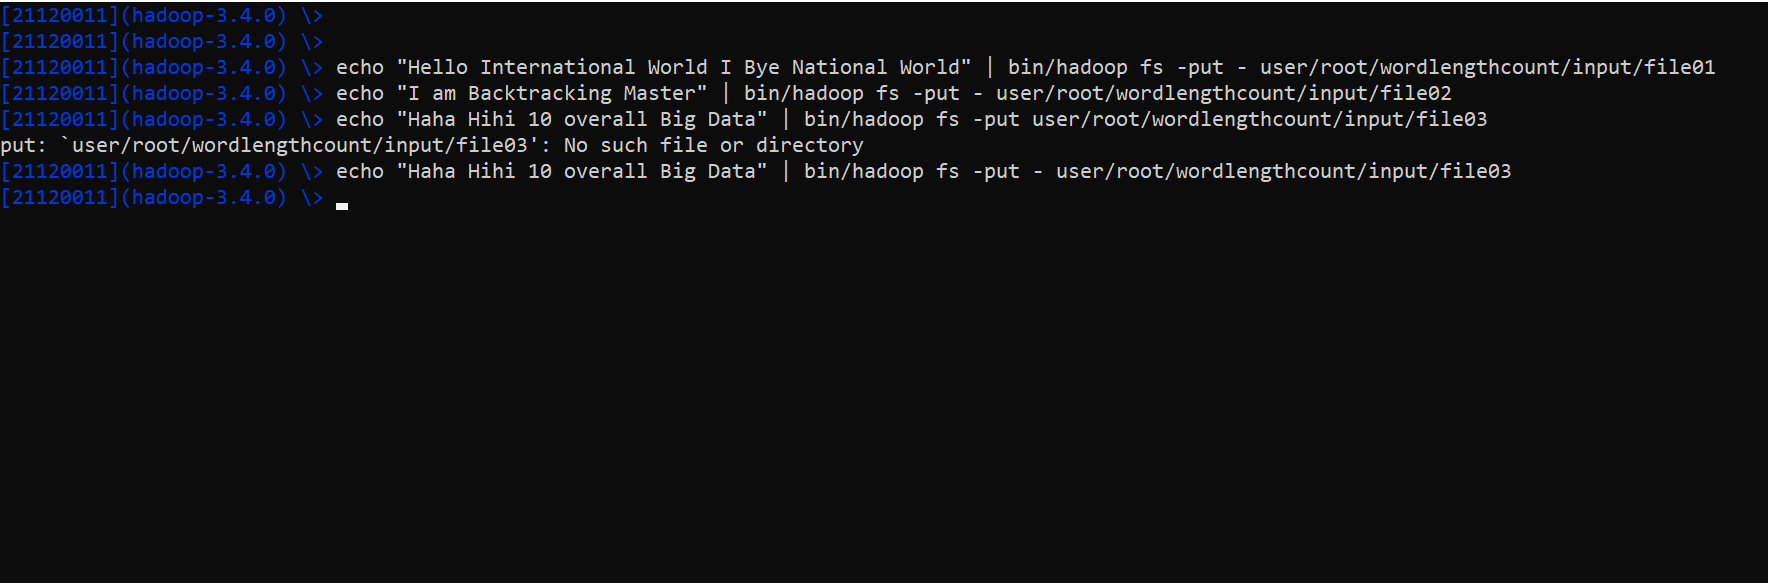 [21120011](hadoop-3.4.0) \>
[21120011](hadoop-3.4.0) \>
[21120011](hadoop-3.4.0) \> echo "Hello International World I Bye National World" | bin/hadoop fs -put - user/root/wordlengthcount/input/file01
[21120011](hadoop-3.4.0) \> echo "I am Backtracking Master" | bin/hadoop fs -put - user/root/wordlengthcount/input/file02
[21120011](hadoop-3.4.0) \> echo "Haha Hihi 10 overall Big Data" | bin/hadoop fs -put user/root/wordlengthcount/input/file03
put: `user/root/wordlengthcount/input/file03': No such file or directory
[21120011](hadoop-3.4.0) \> echo "Haha Hihi 10 overall Big Data" | bin/hadoop fs -put - user/root/wordlengthcount/input/file03
[21120011](hadoop-3.4.0) \>